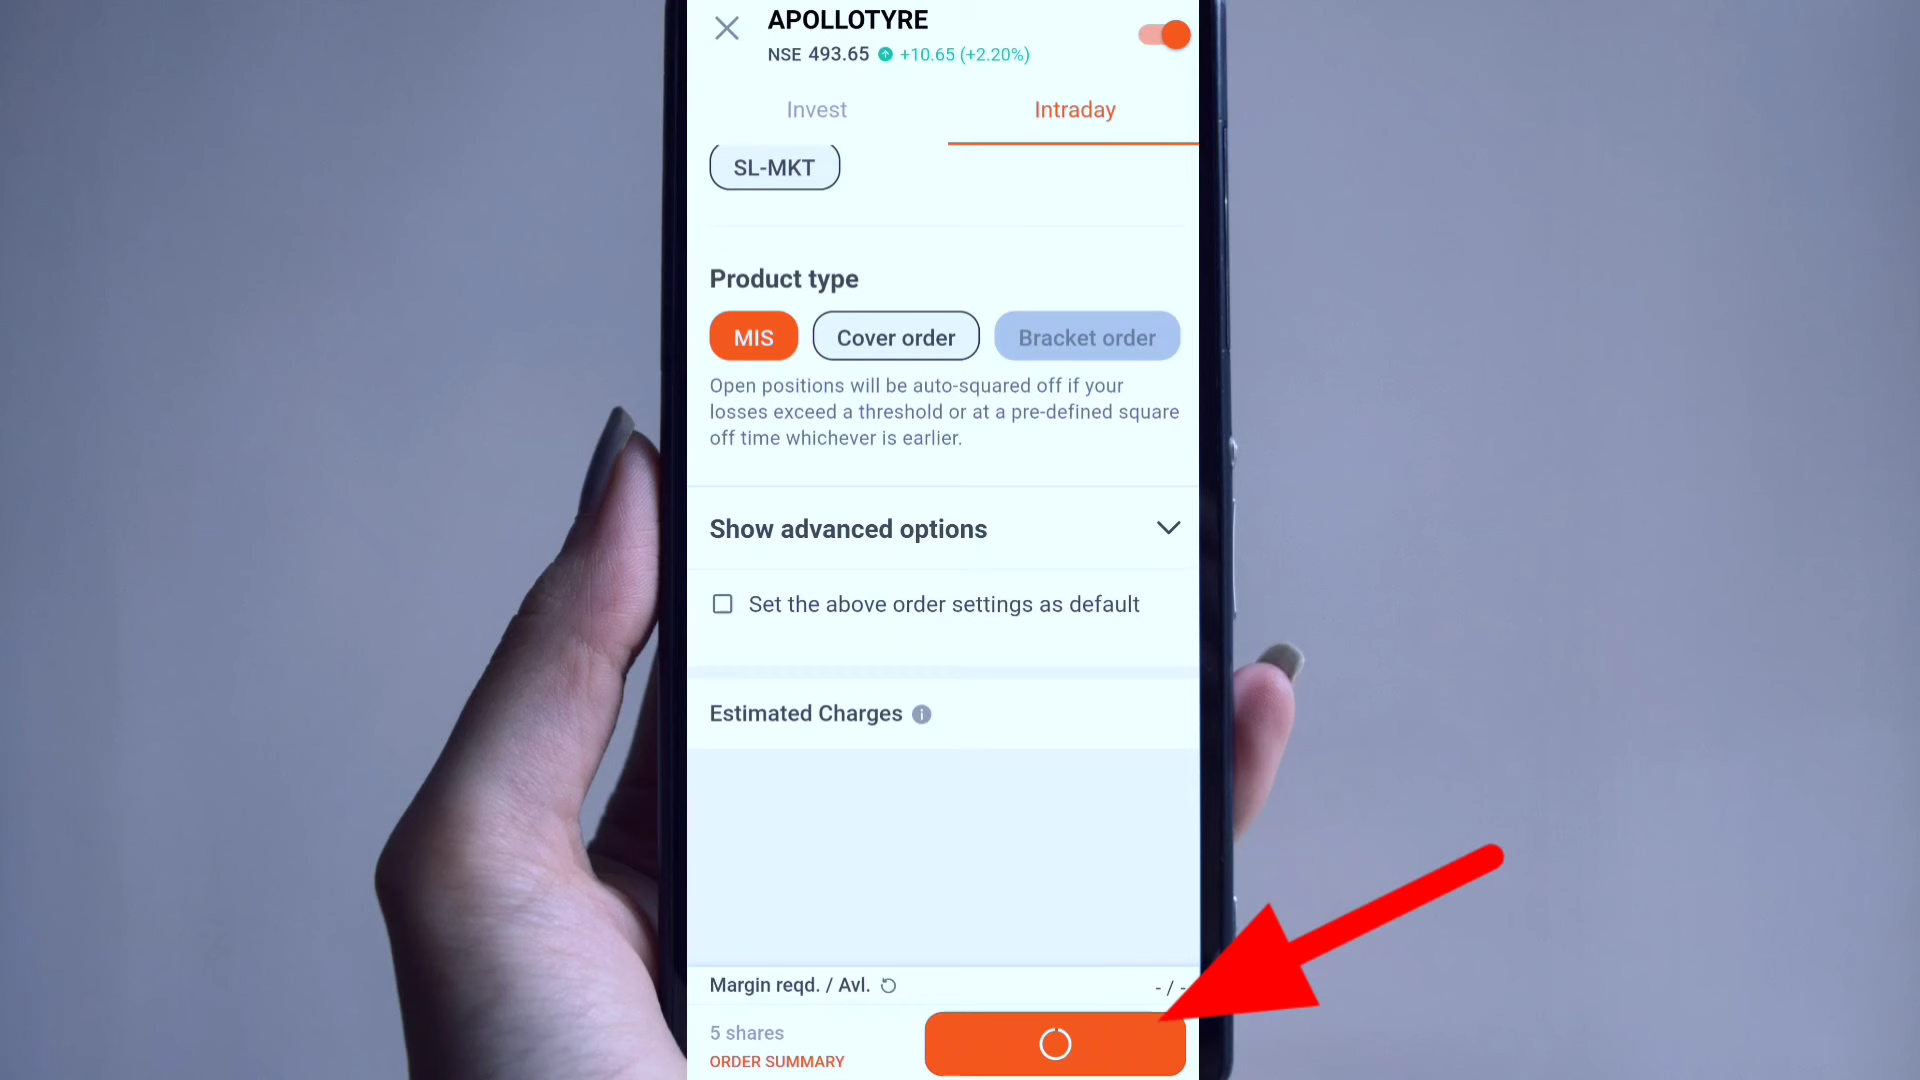 APOLLOTYRE
NSE 493.65 +10.65 (+2.20%)
Invest Intraday
SL-MKT
Product type
MIS Cover order Bracket order
Open positions will be auto-squared off if your
losses exceed a threshold or at a pre-defined square
off time whichever is earlier.
Show advanced options
Set the above order settings as default
Estimated Charges
Margin reqd. / Avl. - / -
5 shares
ORDER SUMMARY